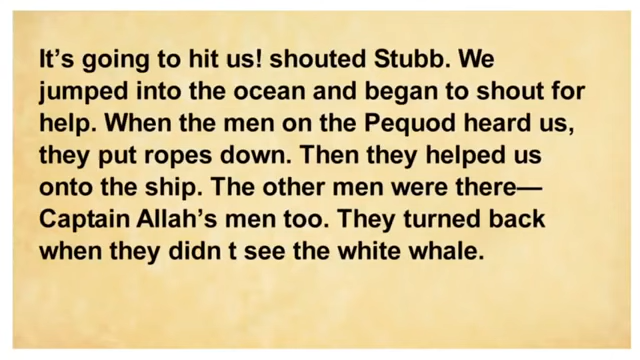 It’s going to hit us! shouted Stubb. We
jumped into the ocean and began to shout for
help. When the men on the Pequod heard us,
they put ropes down. Then they helped us
onto the ship. The other men were there—
Captain Allah’s men too. They turned back
when they didn t see the white whale.